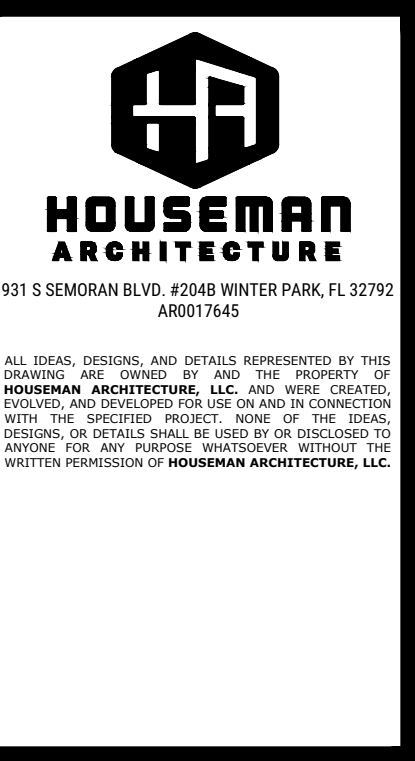 HA
HOUSEMAN
ARCHITECTURE
931 S SEMORAN BLVD. #204B WINTER PARK, FL 32792
AR0017645
ALL IDEAS, DESIGNS, AND DETAILS REPRESENTED BY THIS
DRAWING ARE OWNED BY AND THE PROPERTY OF
HOUSEMAN ARCHITECTURE, LLC. AND WERE CREATED,
EVOLVED, AND DEVELOPED FOR USE ON AND IN CONNECTION
WITH THE SPECIFIED PROJECT. NONE OF THE IDEAS,
DESIGNS, OR DETAILS SHALL BE USED BY OR DISCLOSED TO
ANYONE FOR ANY PURPOSE WHATSOEVER WITHOUT THE
WRITTEN PERMISSION OF HOUSEMAN ARCHITECTURE, LLC.